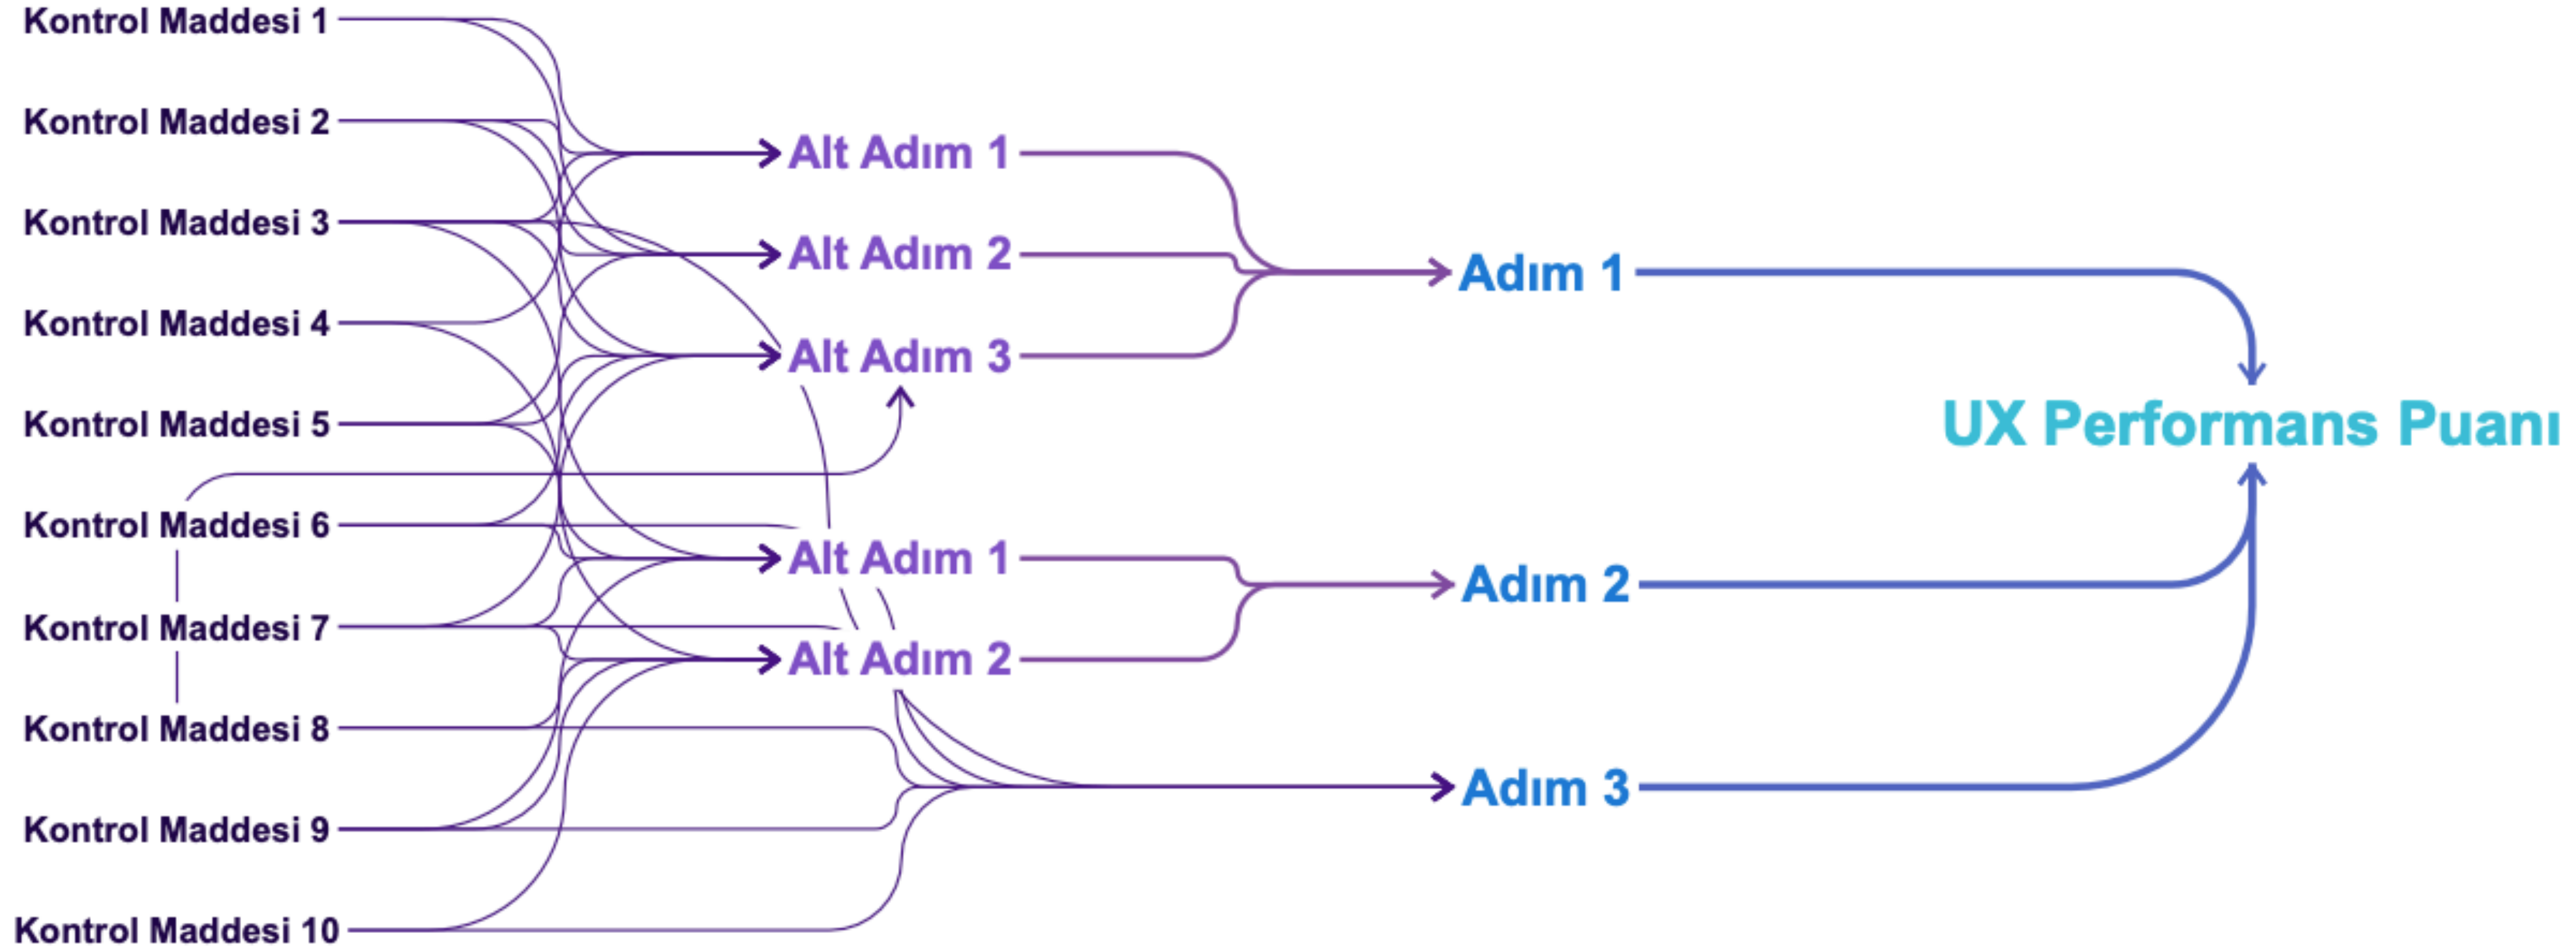 Kontrol Maddesi 1
Kontrol Maddesi 2
Kontrol Maddesi 3
Kontrol Maddesi 4
Kontrol Maddesi 5
Kontrol Maddesi 6
Kontrol Maddesi 7
Kontrol Maddesi 8
Kontrol Maddesi 9
Kontrol Maddesi 10
Alt Adım 1
Alt Adım 2
Alt Adım 3
Alt Adım 1
Alt Adım 2
Adım 1
Adım 2
Adım 3
UX Performans Puanı